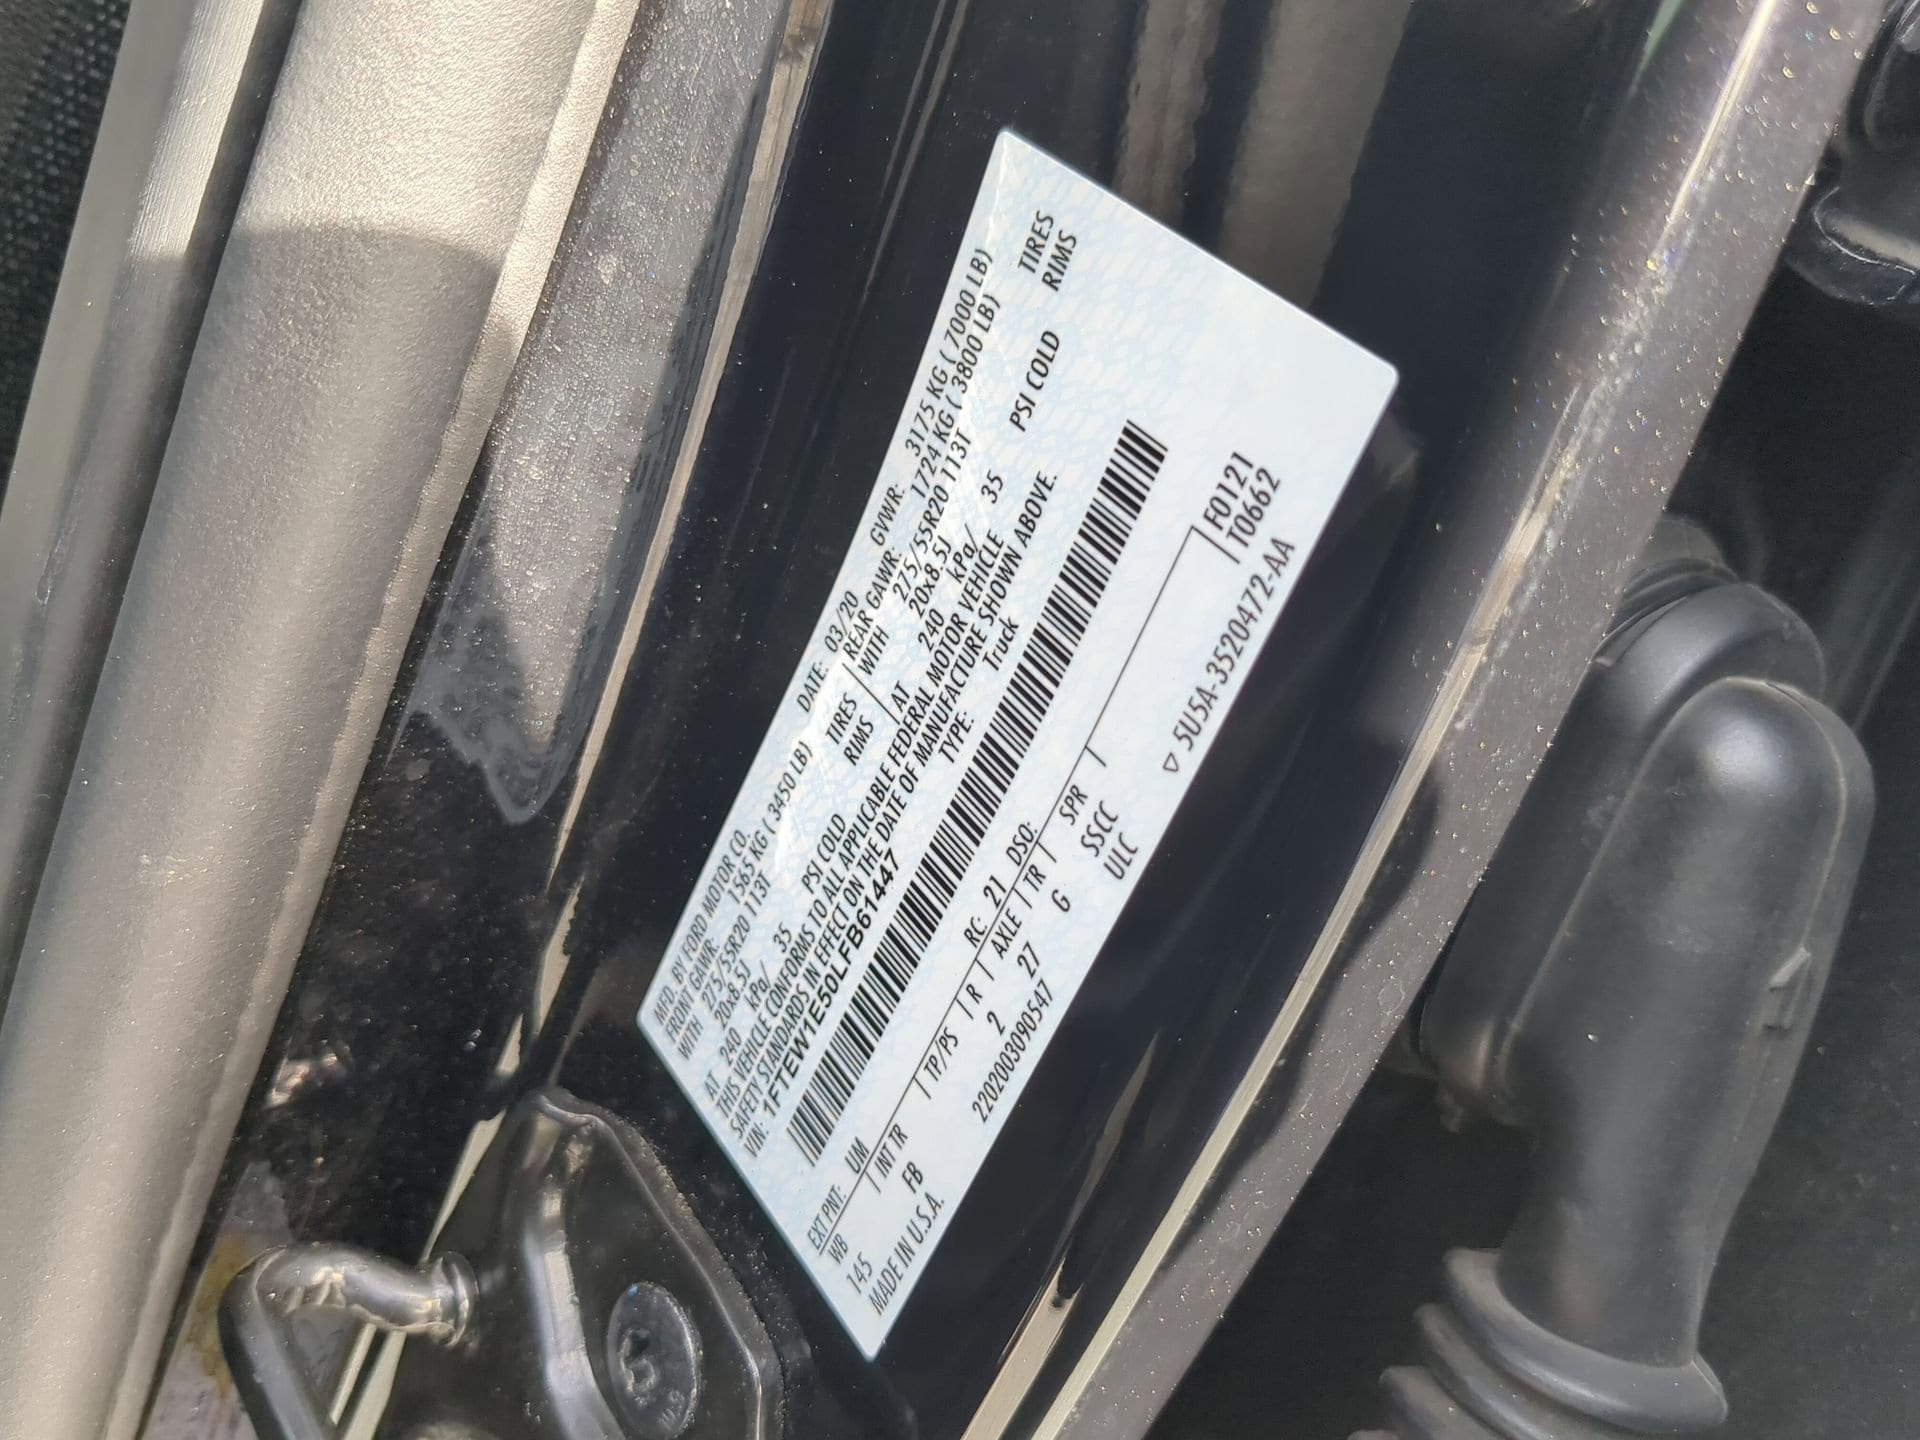 MFD. BY FORD MOTOR CO. DATE: 03/20 GVWR: 3175 KG ( 7000 LB)
FRONT GAWR: 1565 KG ( 3450 LB) REAR GAWR: 1724 KG ( 3800 LB)
WITH 275/55R20 113T TIRES WITH 275/55R20 113T TIRES
20x8.5J RIMS 20x8.5J RIMS
AT 240 kPa/ 35 PSI COLD AT 240 kPa/ 35 PSI COLD
THIS VEHICLE CONFORMS TO ALL APPLICABLE FEDERAL MOTOR VEHICLE
SAFETY STANDARDS IN EFFECT ON THE DATE OF MANUFACTURE SHOWN ABOVE.
VIN: 1FTEW1E50LFB61447 TYPE: Truck
EXT PNT: UM RC: 21 DSO: F0121
WB INT TR TP/PS R AXLE TR SPR T0662
145 FB 2 27 G SSCC
MADE IN U.S.A. 2202003090547 ULC ▽ 5U5A-3520472-AA
U.S